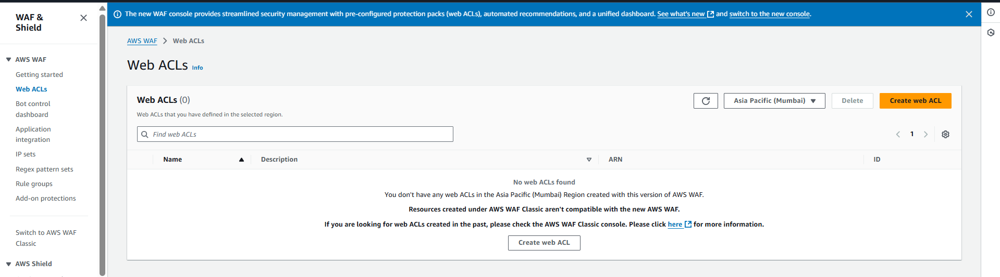 WAF &
Shield
The new WAF console provides streamlined security management with pre-configured protection packs (web ACLs), automated recommendations, and a unified dashboard. See what's new and switch to the new console.
AWS WAF
Getting started
Web ACLs
Bot control
dashboard
Application
integration
IP sets
Regex pattern sets
Rule groups
Add-on protections
Switch to AWS WAF
Classic
AWS Shield
AWS WAF > Web ACLs
Web ACLs Info
Web ACLs (0)
Web ACLs that you have defined in the selected region.
Asia Pacific (Mumbai)
Delete
Create web ACL
Find web ACLs
1
Name Description ARN ID
No web ACLs found
You don't have any web ACLs in the Asia Pacific (Mumbai) Region created with this version of AWS WAF.
Resources created under AWS WAF Classic aren't compatible with the new AWS WAF.
If you are looking for web ACLs created in the past, please check the AWS WAF Classic console. Please click here for more information.
Create web ACL